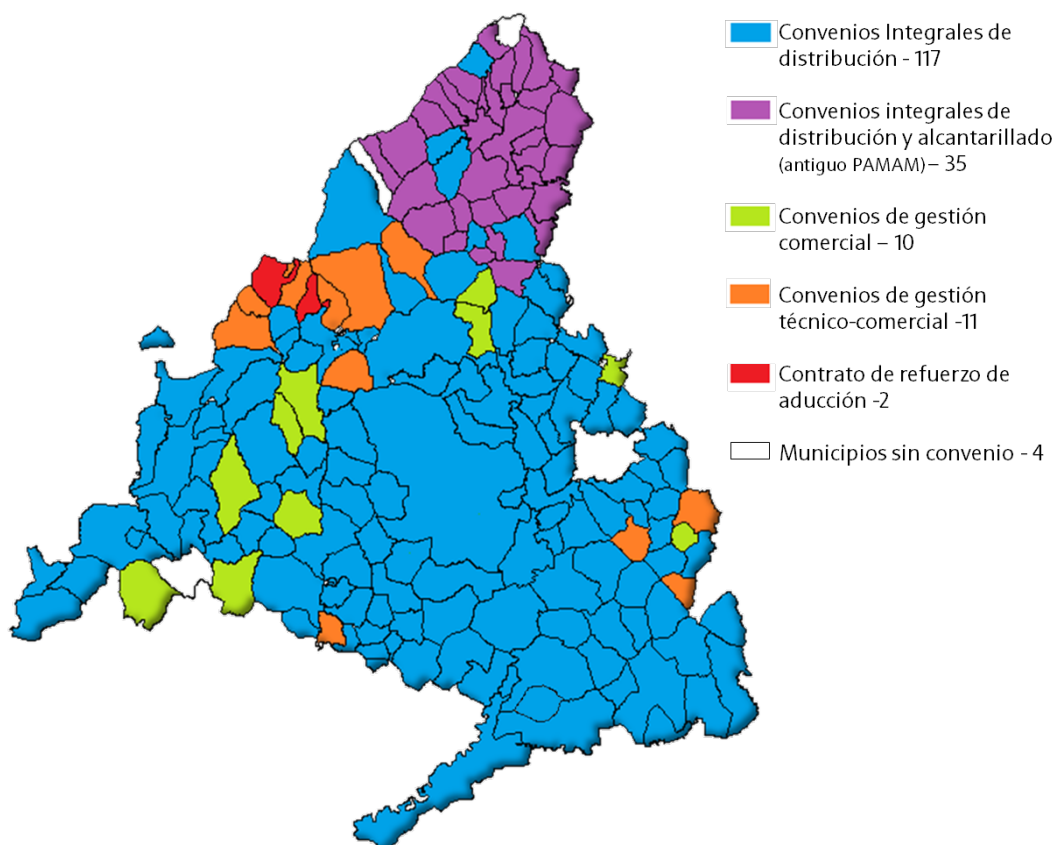 Convenios Integrales de
distribución - 117
Convenios integrales de
distribución y alcantarillado
(antiguo PAMAM) – 35
Convenios de gestión
comercial – 10
Convenios de gestión
técnico-comercial -11
Contrato de refuerzo de
aducción -2
Municipios sin convenio - 4